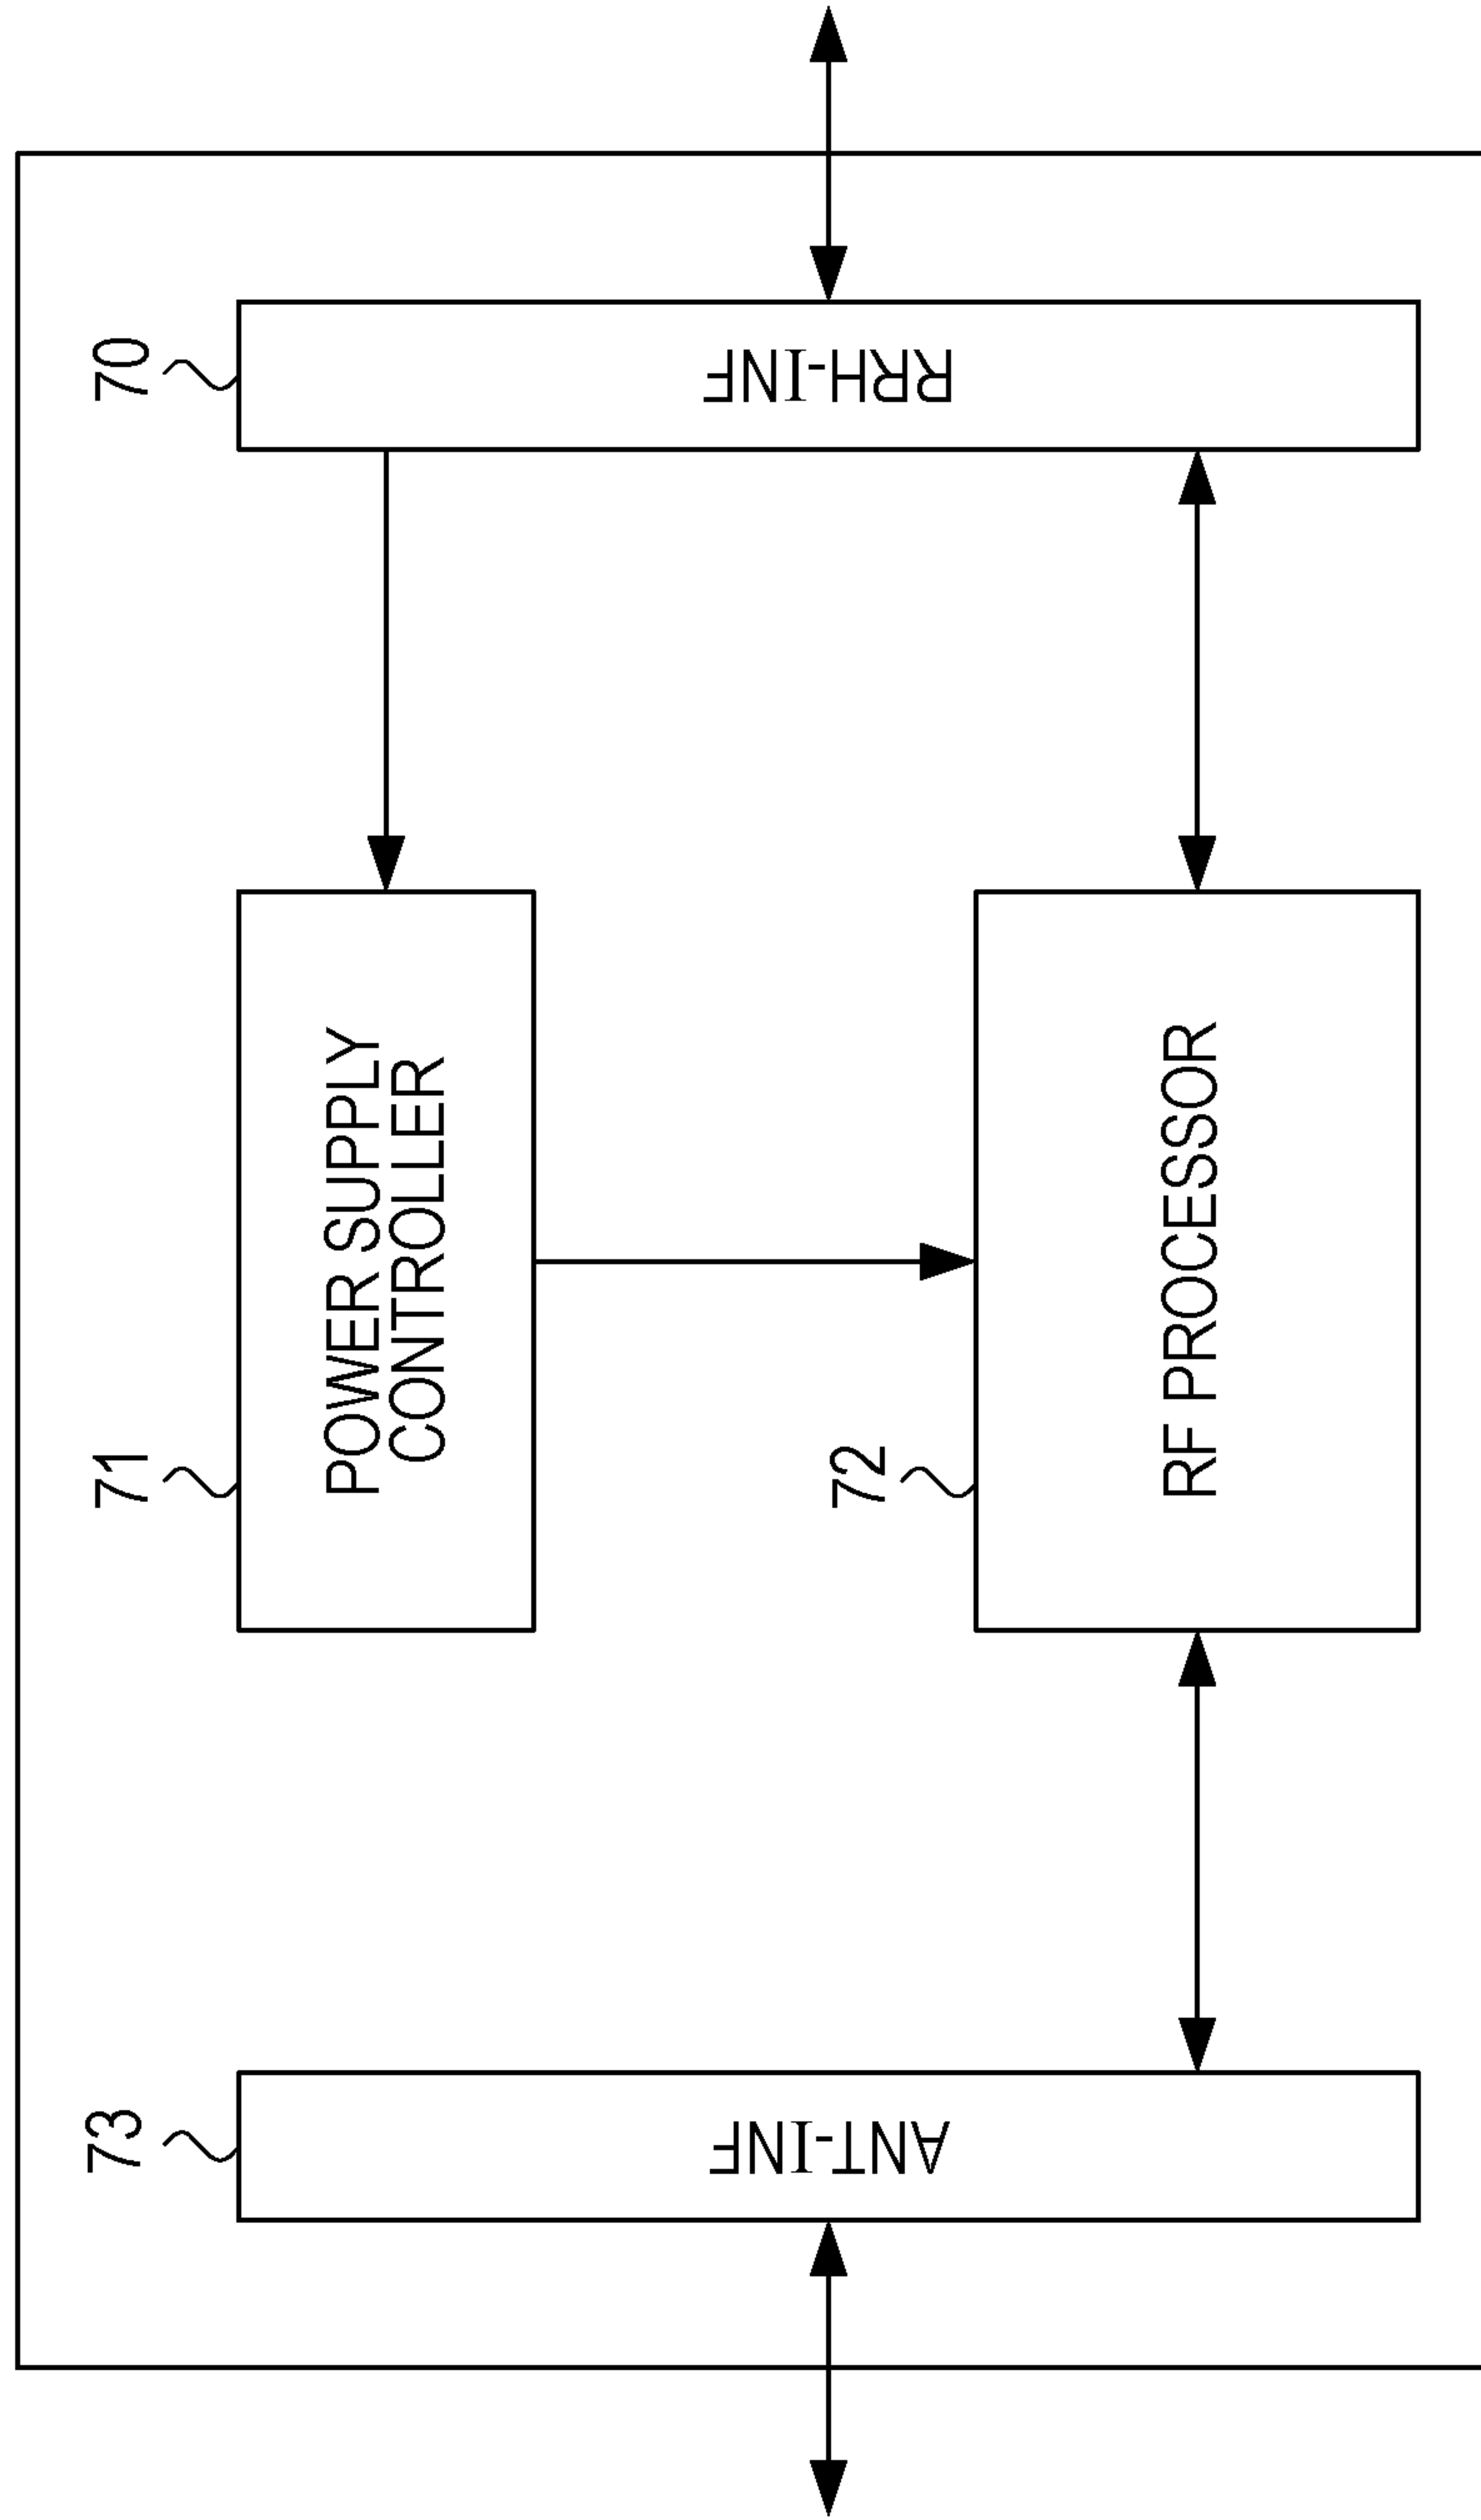 73
ANT-INF
71
POWER SUPPLY
CONTROLLER
72
RF PROCESSOR
70
RRH-INF